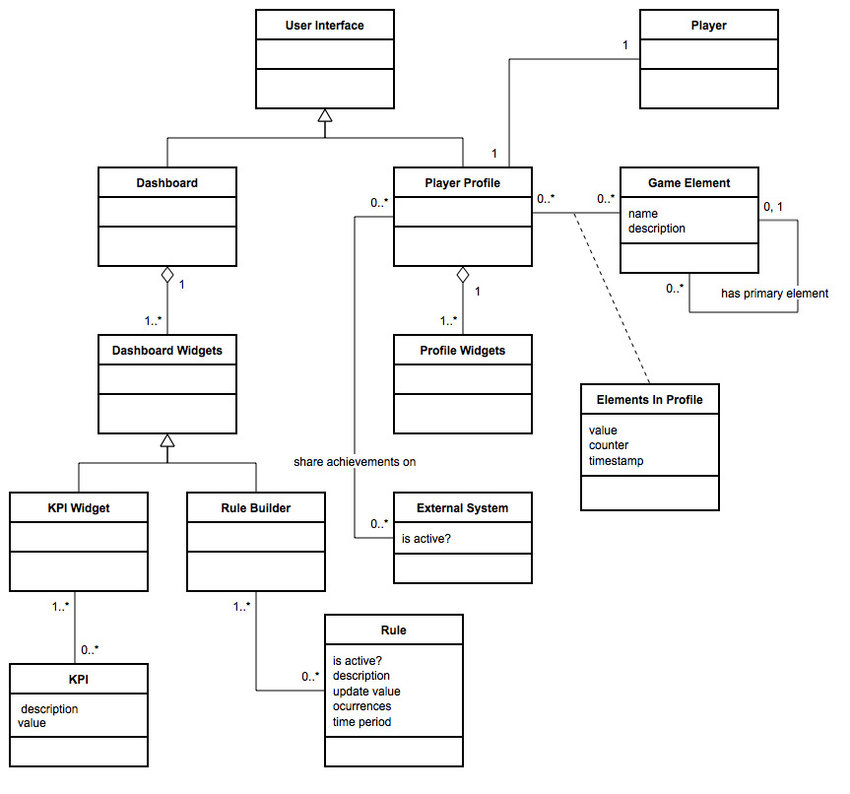 User Interface
Player
1
1
Dashboard
Player Profile
Game Element
0..*
0..*
0..*
0, 1
name
description
1
1
0..*
has primary element
1..*
1..*
Dashboard Widgets
Profile Widgets
Elements In Profile
value
counter
timestamp
share achievements on
KPI Widget
Rule Builder
External System
0..*
is active?
1..*
1..*
Rule
0..*
0..*
is active?
description
update value
ocurrences
time period
KPI
description
value